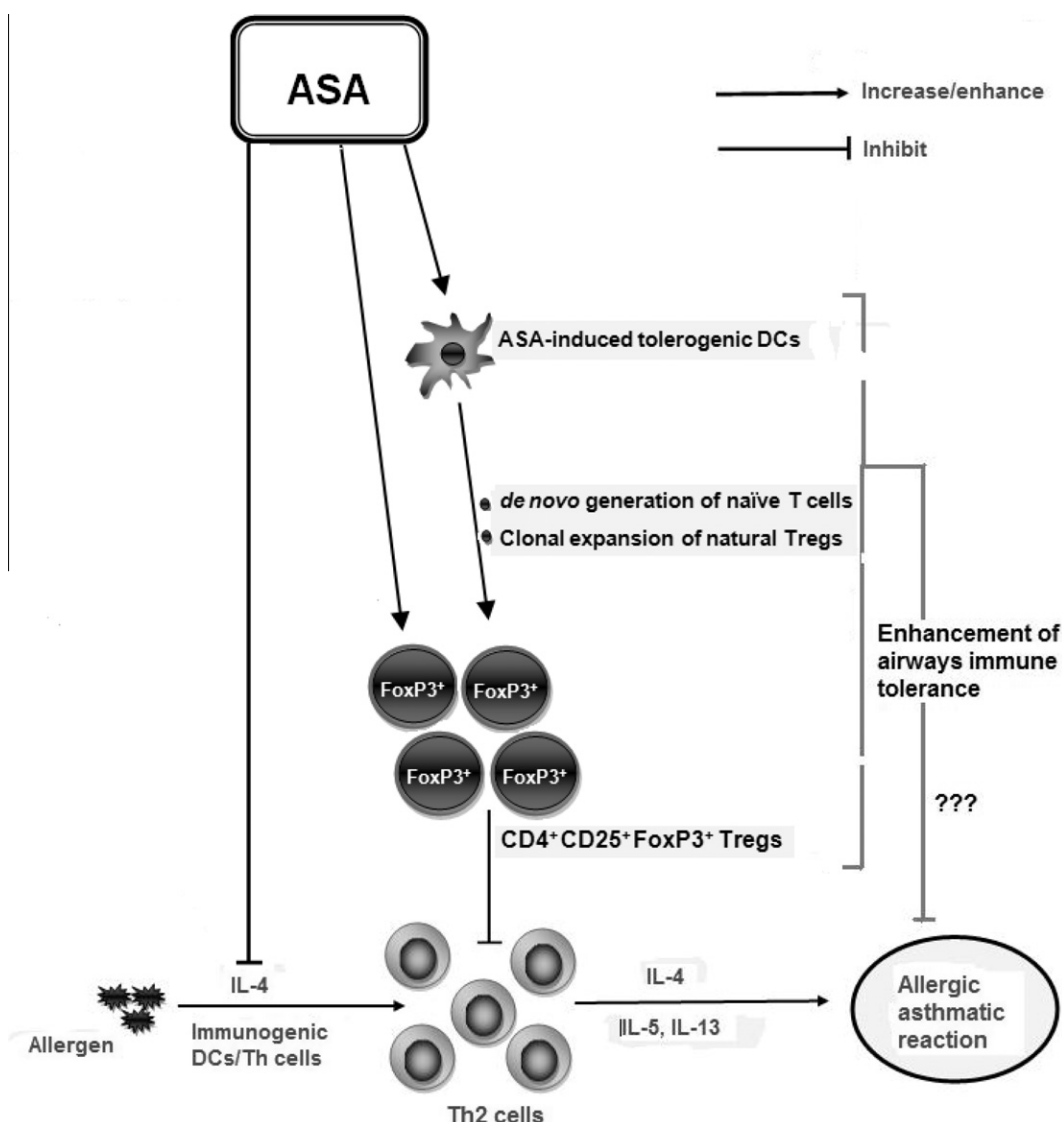 ASA
Increase/enhance
Inhibit
ASA-induced tolerogenic DCs
de novo generation of naïve T cells
Clonal expansion of natural Tregs
Enhancement of
airways immune
tolerance
FoxP3⁺
FoxP3⁺
FoxP3⁺
FoxP3⁺
???
CD4⁺CD25⁺FoxP3⁺ Tregs
IL-4
Immunogenic
DCs/Th cells
Allergen
Th2 cells
IL-4
IL-5, IL-13
Allergic
asthmatic
reaction